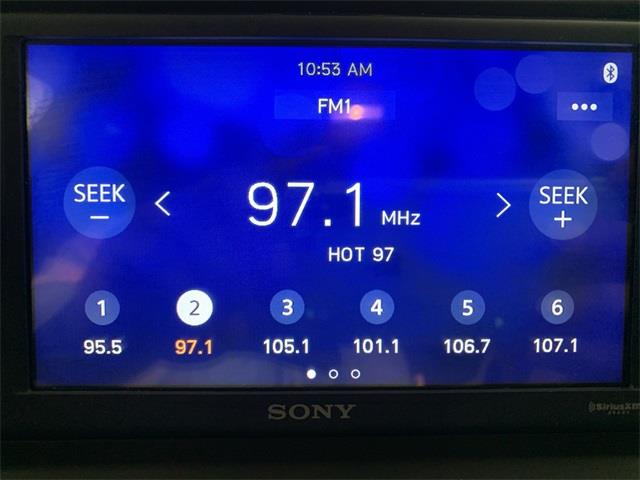 10:53 AM
FM1
•••
SEEK − < 97.1 MHz > SEEK +
HOT 97
1 2 3 4 5 6
95.5 97.1 105.1 101.1 106.7 107.1
SONY
SiriusXM